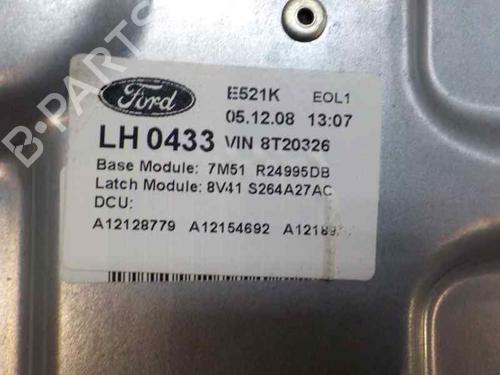 Ford
E521K EOL1
05.12.08 13:07
LH 0433 VIN 8T20326
Base Module: 7M51 R24995DB
Latch Module: 8V41 S264A27AC
DCU:
A12128779 A12154692